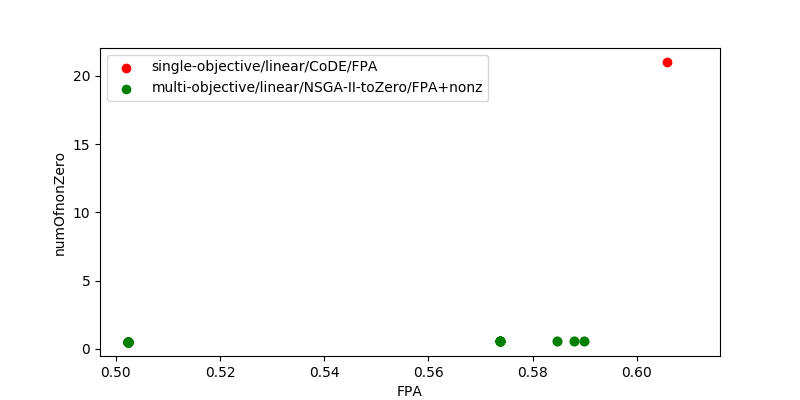 single-objective/linear/CoDE/FPA
multi-objective/linear/NSGA-II-toZero/FPA+nonz
20
15
10
5
0
numOfnonZero
0.50 0.52 0.54 0.56 0.58 0.60
FPA